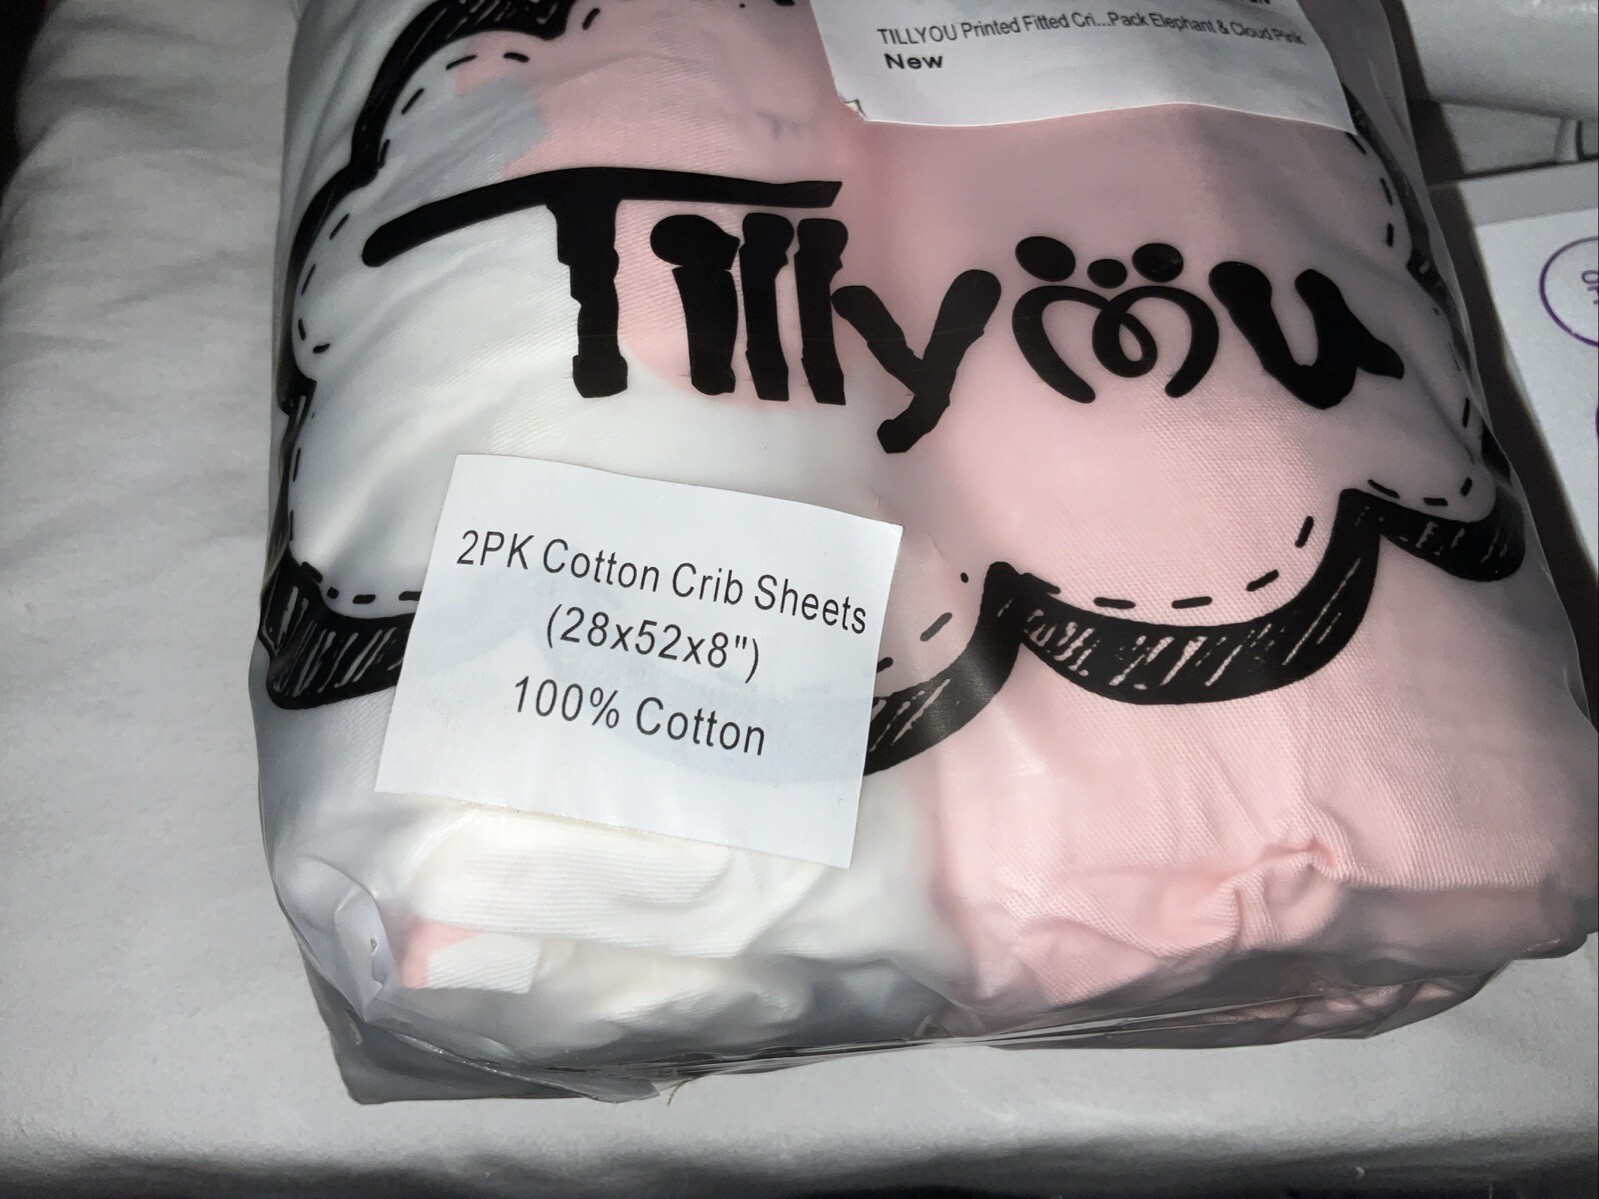 TILLYOU Printed Fitted Cri...Pack Elephant & Cloud Pink
New
Tillyou
2PK Cotton Crib Sheets
(28x52x8")
100% Cotton